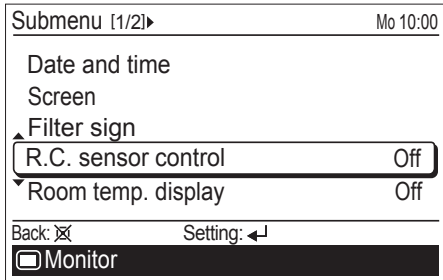 Submenu [1/2]▶ Mo 10:00
Date and time
Screen
Filter sign
R.C. sensor control Off
Room temp. display Off
Back: Setting:
Monitor